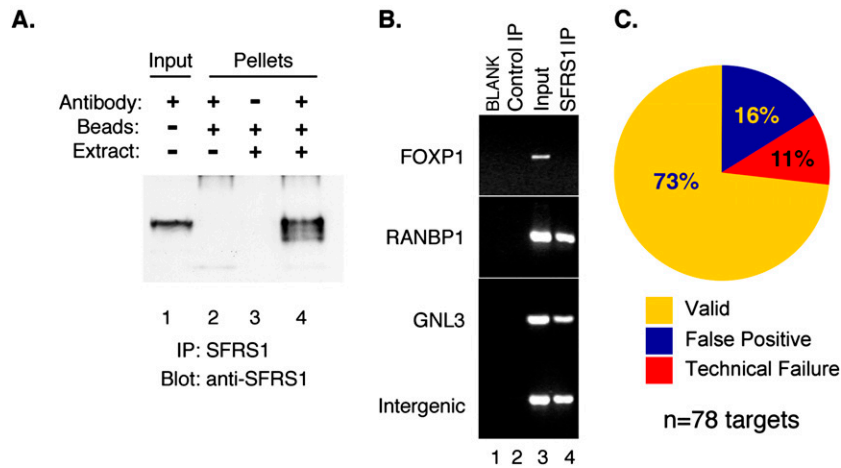 A.
Input Pellets
Antibody: + + - +
Beads: - + + +
Extract: - - + +
1 2 3 4
IP: SFRS1
Blot: anti-SFRS1
B.
BLANK
Control IP
Input
SFRS1 IP
FOXP1
RANBP1
GNL3
Intergenic
1 2 3 4
C.
16%
11%
73%
Valid
False Positive
Technical Failure
n=78 targets